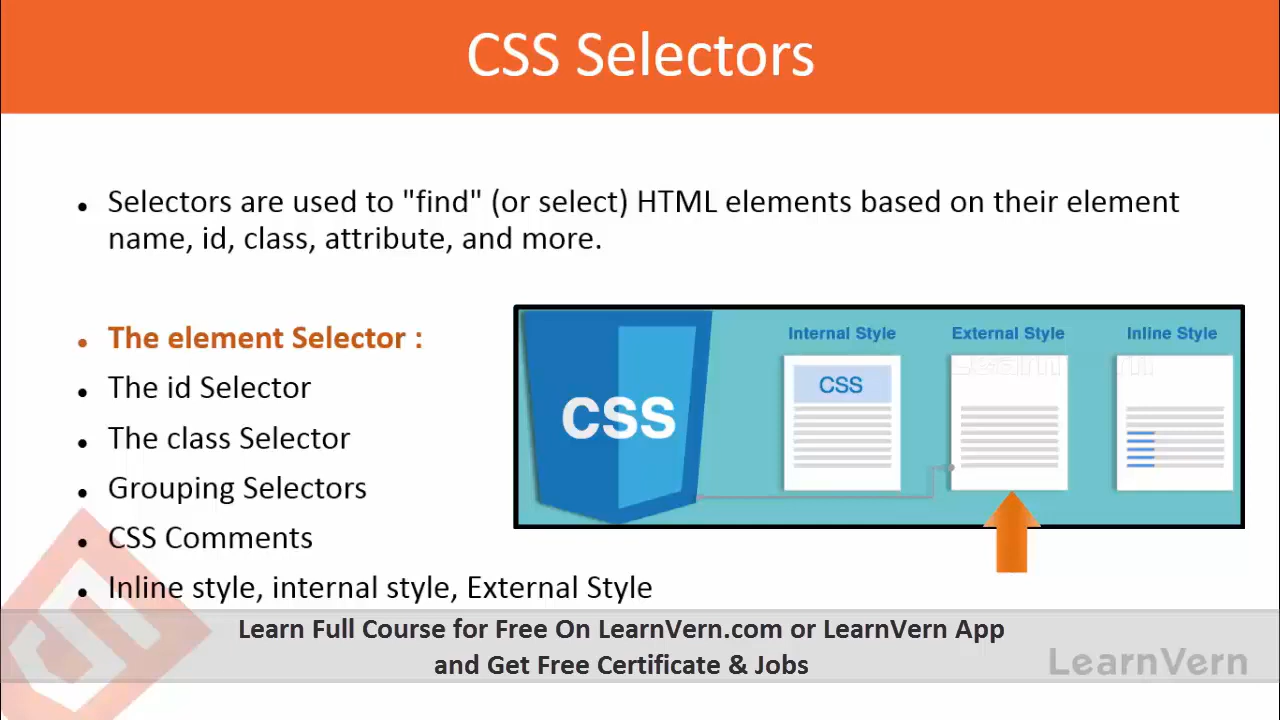 CSS Selectors
• Selectors are used to "find" (or select) HTML elements based on their element
name, id, class, attribute, and more.
• The element Selector :
• The id Selector
• The class Selector
• Grouping Selectors
• CSS Comments
• Inline style, internal style, External Style
CSS
Internal Style
External Style
Inline Style
CSS
Learn Full Course for Free On LearnVern.com or LearnVern App
and Get Free Certificate & Jobs
LearnVern